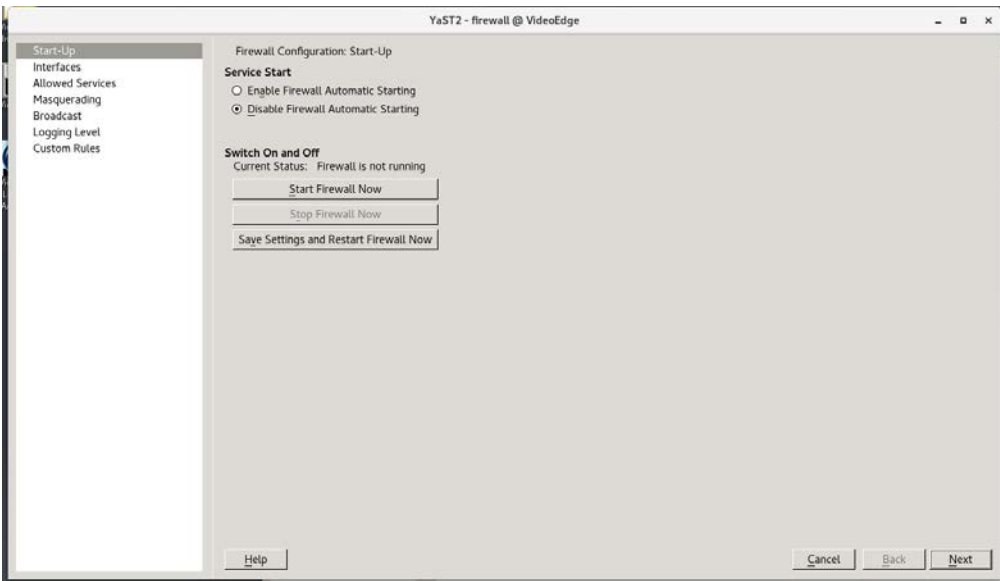 YaST2 - firewall @ VideoEdge
Start-Up
Interfaces
Allowed Services
Masquerading
Broadcast
Logging Level
Custom Rules
Firewall Configuration: Start-Up
Service Start
Enable Firewall Automatic Starting
Disable Firewall Automatic Starting
Switch On and Off
Current Status: Firewall is not running
Start Firewall Now
Stop Firewall Now
Save Settings and Restart Firewall Now
Help
Cancel
Back
Next